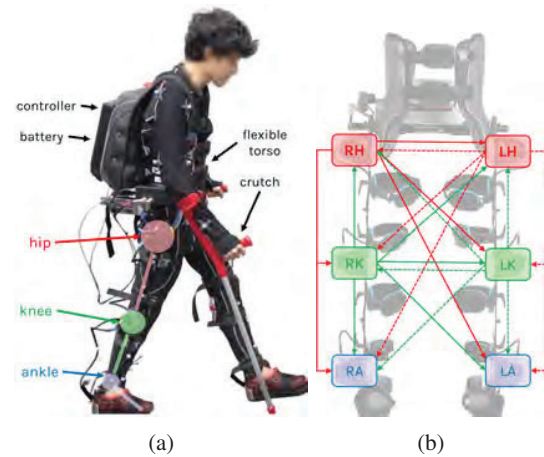 controller
battery
flexible
torso
crutch
hip
knee
ankle
RH
LH
RK
LK
RA
LA
(a)
(b)